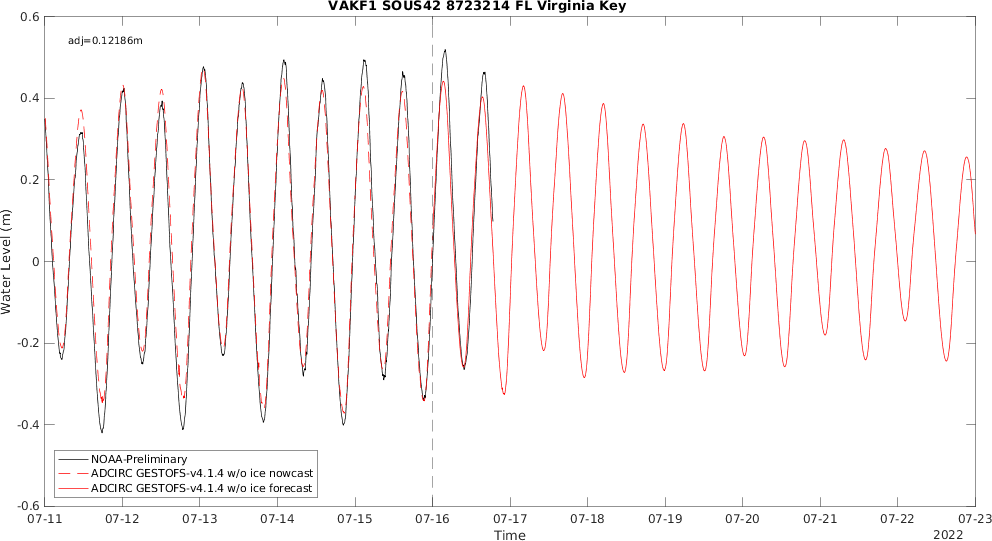 VAKF1 SOUS42 8723214 FL Virginia Key
adj=0.12186m
Water Level (m)
0.6
0.4
0.2
0
-0.2
-0.4
-0.6
NOAA-Preliminary
ADCIRC GESTOFS-v4.1.4 w/o ice nowcast
ADCIRC GESTOFS-v4.1.4 w/o ice forecast
07-11 07-12 07-13 07-14 07-15 07-16 07-17 07-18 07-19 07-20 07-21 07-22 07-23
Time
2022